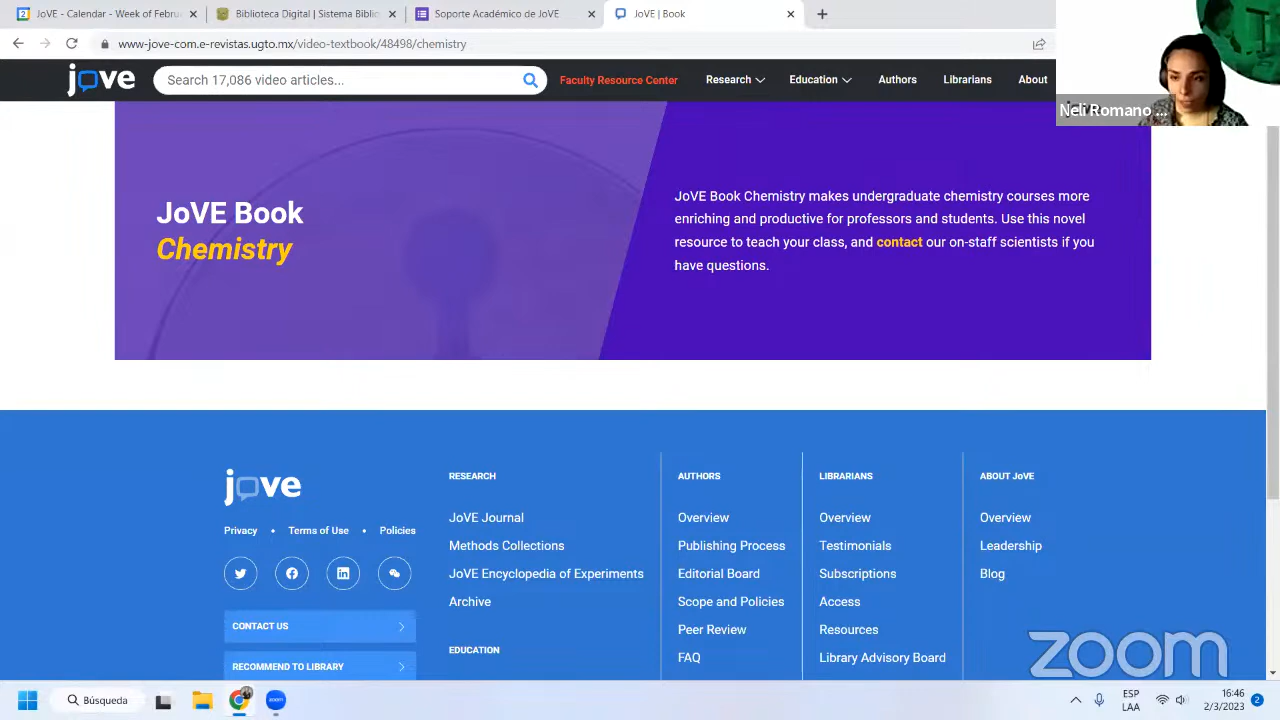 JoVE - Calendar - Week of Febru
Biblioteca Digital | Sistema Biblio
Soporte Académico de JoVE
JoVE | Book
www-jove-com.e-revistas.ugto.mx/video-textbook/48498/chemistry
jove
Search 17,086 video articles...
Faculty Resource Center
Research
Education
Authors
Librarians
About
Neli Romano ...
JoVE Book
Chemistry
JoVE Book Chemistry makes undergraduate chemistry courses more
enriching and productive for professors and students. Use this novel
resource to teach your class, and contact our on-staff scientists if you
have questions.
jove
Privacy • Terms of Use • Policies
CONTACT US
RECOMMEND TO LIBRARY
RESEARCH
JoVE Journal
Methods Collections
JoVE Encyclopedia of Experiments
Archive
EDUCATION
AUTHORS
Overview
Publishing Process
Editorial Board
Scope and Policies
Peer Review
FAQ
LIBRARIANS
Overview
Testimonials
Subscriptions
Access
Resources
Library Advisory Board
ABOUT JoVE
Overview
Leadership
Blog
zoom
Búsqueda
zoom
ESP
LAA
16:46
2/3/2023
2